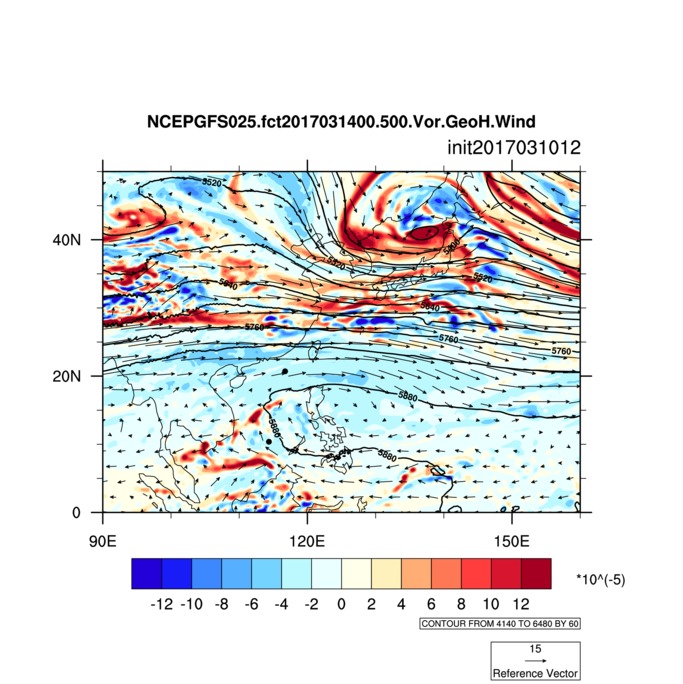 NCEPGFS025.fct2017031400.500.Vor.GeoH.Wind
init2017031012
5520
40N
5520
5520
5640
5640
5760
5760
5760
20N
5880
5880
5880
0
90E 120E 150E
-12 -10 -8 -6 -4 -2 0 2 4 6 8 10 12
*10^(-5)
CONTOUR FROM 4140 TO 6480 BY 60
15
Reference Vector